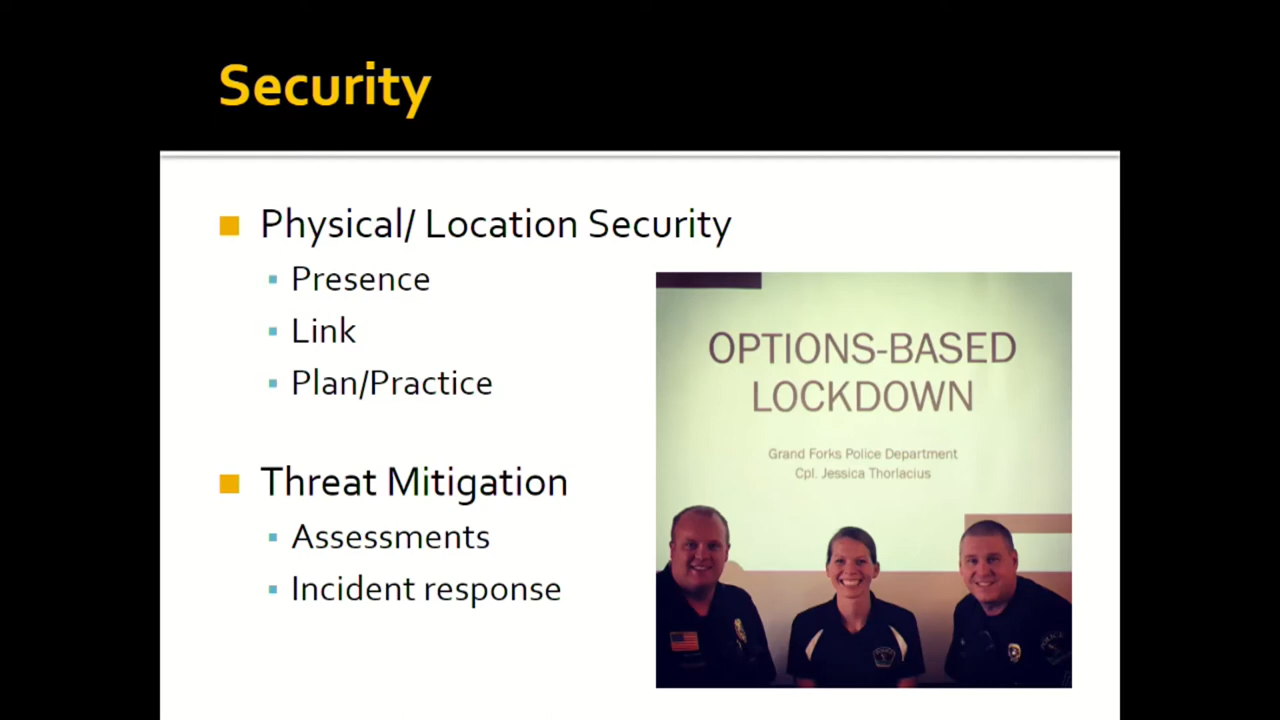 Security
Physical/ Location Security
Presence
Link
Plan/Practice
Threat Mitigation
Assessments
Incident response
OPTIONS-BASED
LOCKDOWN
Grand Forks Police Department
Cpl. Jessica Thorlacius